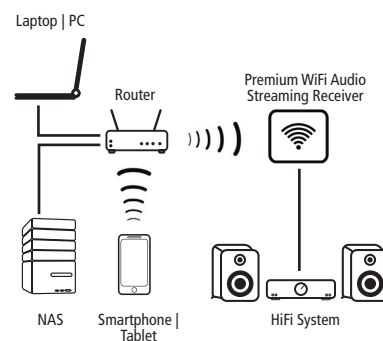 Laptop | PC
Router
Premium WiFi Audio
Streaming Receiver
NAS
Smartphone |
Tablet
HiFi System